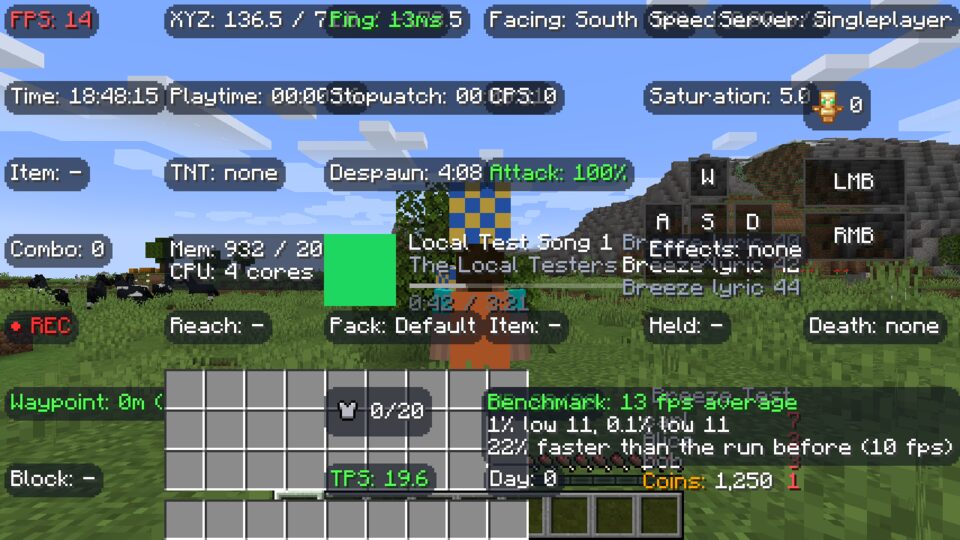 FPS: 14
XYZ: 136.5 / 7
Ping: 13ms
5
Facing: South
Speed
Server: Singleplayer
Time: 18:48:15
Playtime: 00:00
Stopwatch: 00:
CPS: 0
Saturation: 5.0
0
Item: -
TNT: none
Despawn: 4:08
Attack: 100%
W
LMB
A S D
RMB
Combo: 0
Mem: 932 / 20
CPU: 4 cores
Local Test Song 1
The Local Testers
0:42 / 3:21
Effects: none
Breeze lyric 42
Breeze lyric 44
REC
Reach: -
Pack: Default
Item: -
Held: -
Death: none
Waypoint: 0m (
0/20
Breeze Test
Benchmark: 13 fps average
7
1% low 11, 0.1% low 11
22% faster than the run before (10 fps)
Bob
Block: -
TPS: 19.6
Day: 0
Coins: 1,250
1